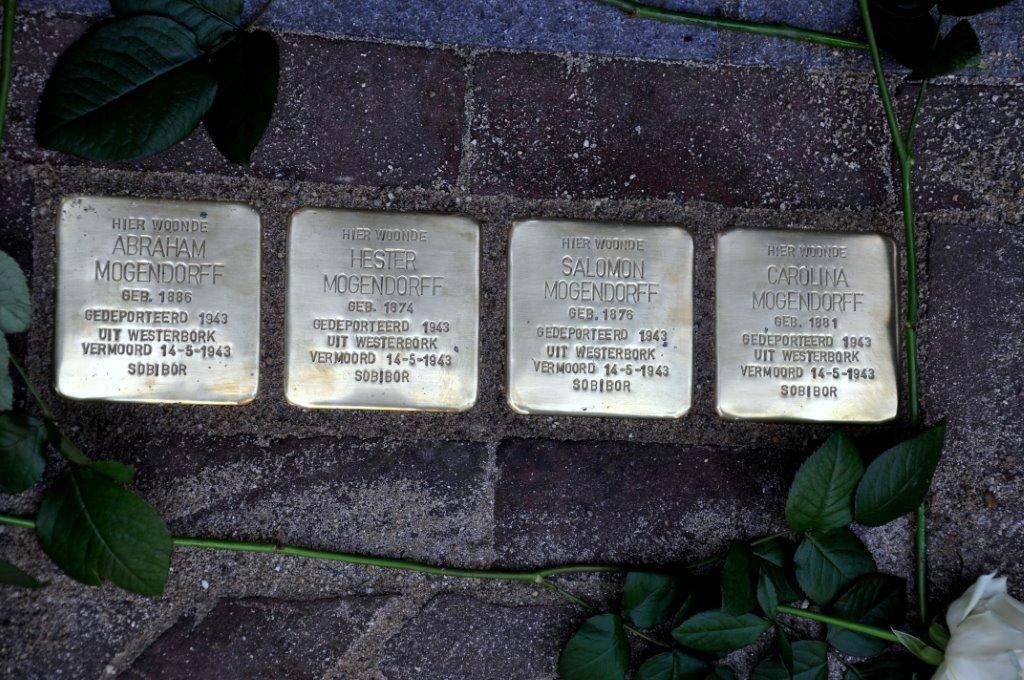 HIER WOONDE
ABRAHAM
MOGENDORFF
GEB. 1886
GEDEPORTEERD 1943
UIT WESTERBORK
VERMOORD 14-5-1943
SOBIBOR
HIER WOONDE
HESTER
MOGENDORFF
GEB. 1874
GEDEPORTEERD 1943
UIT WESTERBORK
VERMOORD 14-5-1943
SOBIBOR
HIER WOONDE
SALOMON
MOGENDORFF
GEB. 1876
GEDEPORTEERD 1943
UIT WESTERBORK
VERMOORD 14-5-1943
SOBIBOR
HIER WOONDE
CAROLINA
MOGENDORFF
GEB. 1881
GEDEPORTEERD 1943
UIT WESTERBORK
VERMOORD 14-5-1943
SOBIBOR